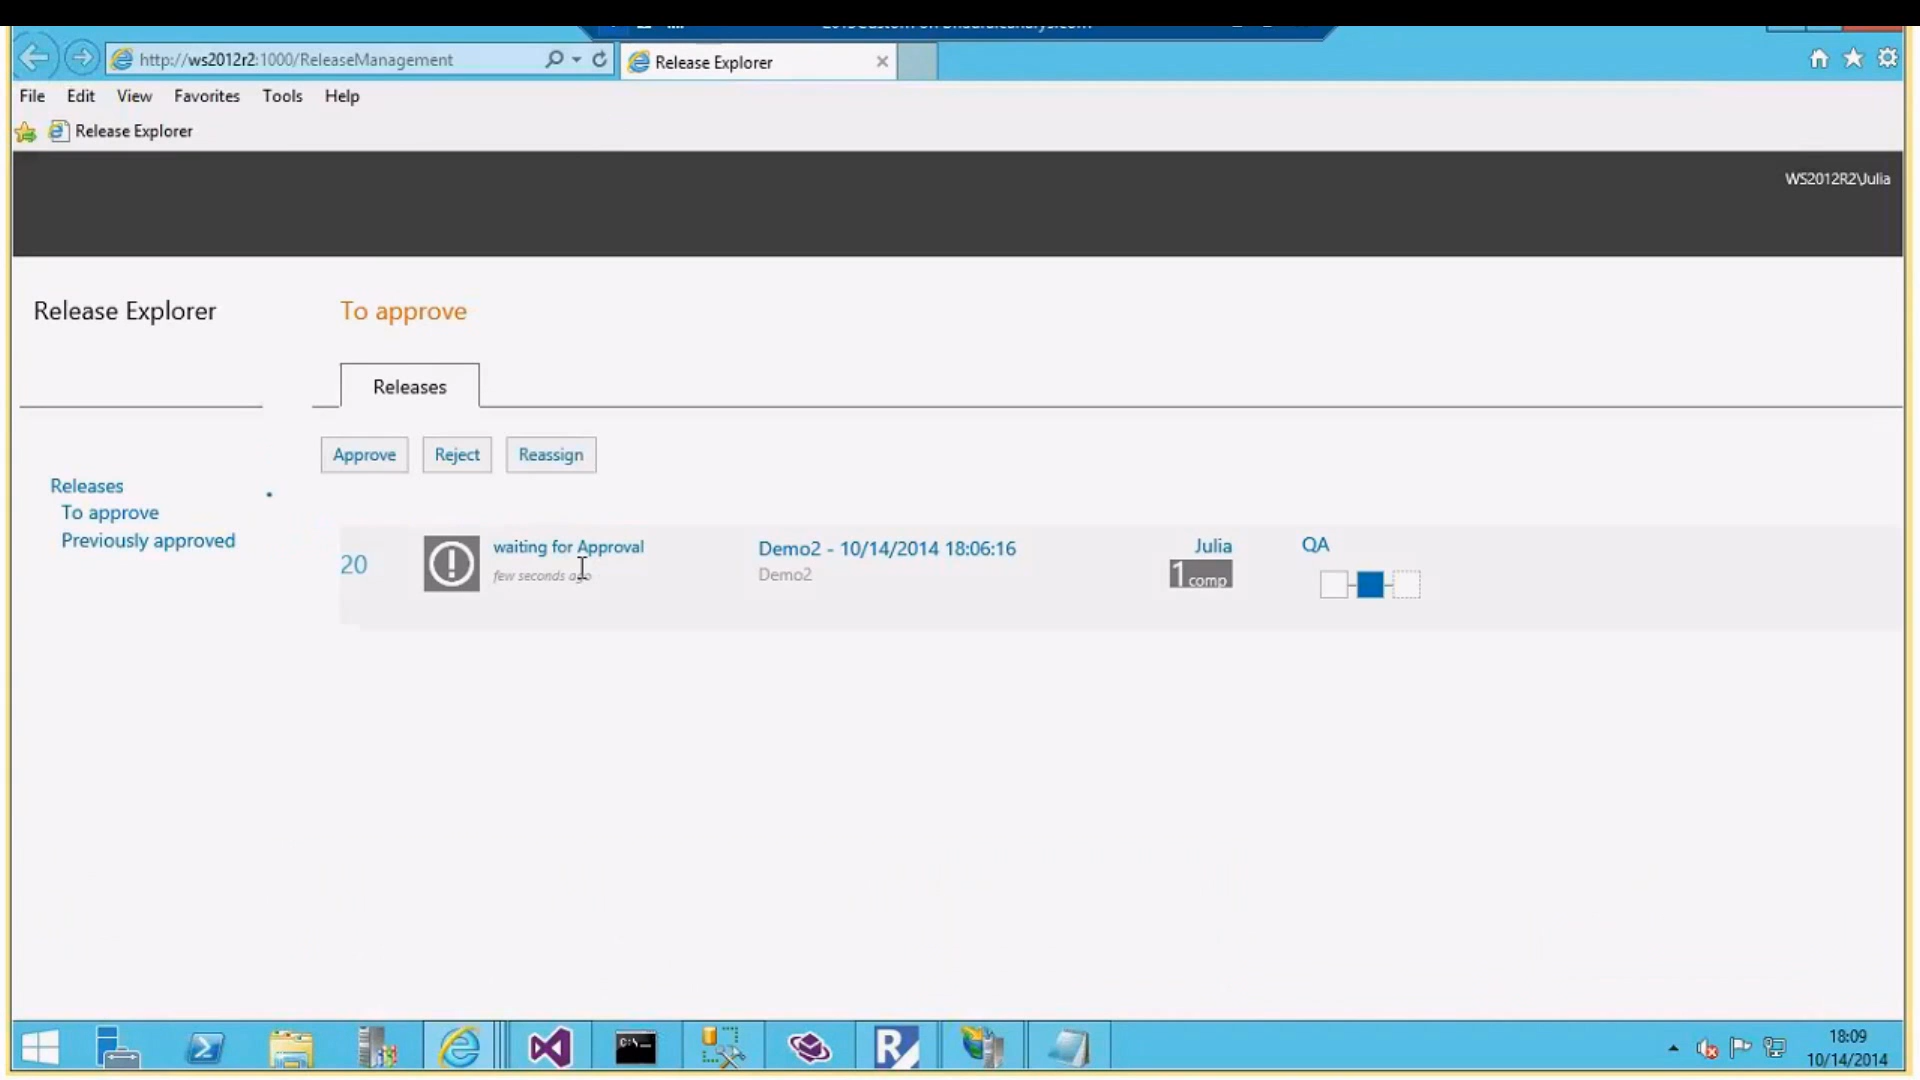 http://ws2012r2:1000/ReleaseManagement
Release Explorer
File Edit View Favorites Tools Help
Release Explorer
WS2012R2\Julia
Release Explorer
To approve
Releases
Approve Reject Reassign
Releases
To approve
Previously approved
20
waiting for Approval
few seconds ago
Demo2 - 10/14/2014 18:06:16
Demo2
Julia
1 comp
QA
C:\_
R
18:09
10/14/2014